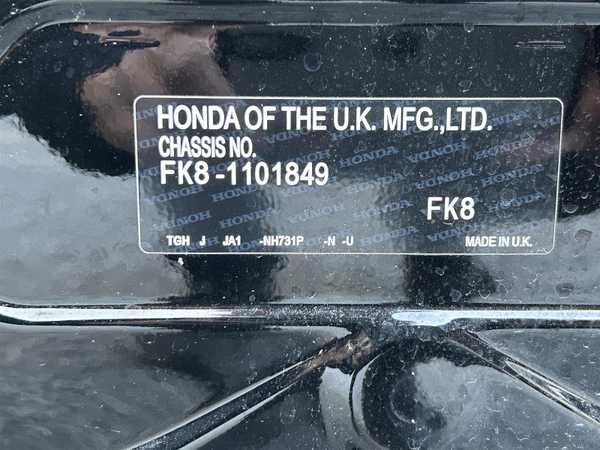 HONDA OF THE U.K. MFG.,LTD.
CHASSIS NO.
FK8-1101849
FK8
TGH J JA1 -NH731P -N -U MADE IN U.K.